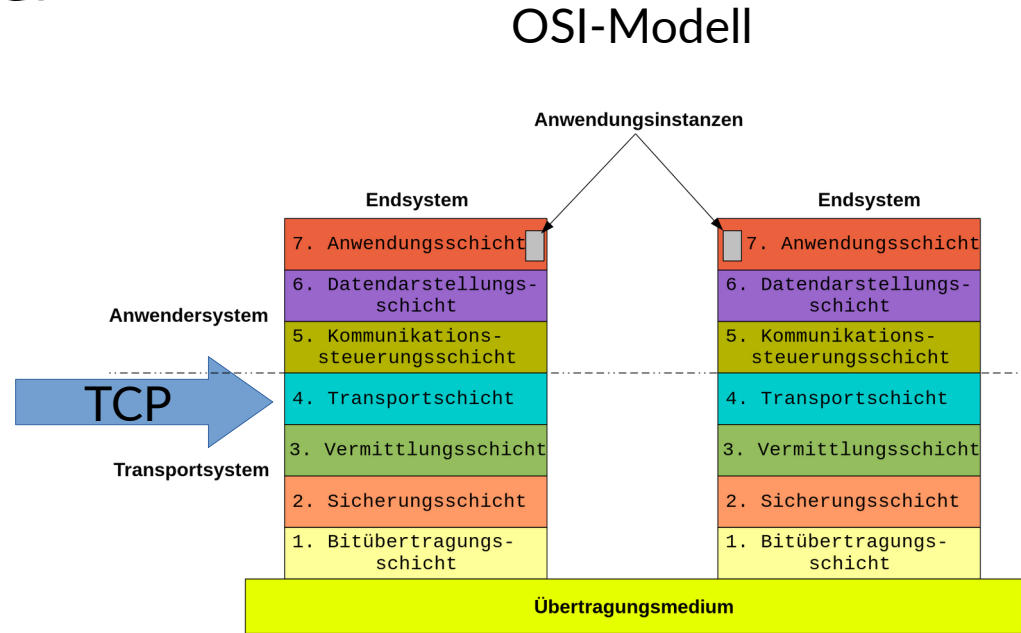 OSI-Modell
Anwendungsinstanzen
Endsystem
Endsystem
7. Anwendungsschicht
7. Anwendungsschicht
6. Datendarstellungs-
schicht
6. Datendarstellungs-
schicht
Anwendersystem
5. Kommunikations-
steuerungsschicht
5. Kommunikations-
steuerungsschicht
TCP
4. Transportschicht
4. Transportschicht
Transportsystem
3. Vermittlungsschicht
3. Vermittlungsschicht
2. Sicherungsschicht
2. Sicherungsschicht
1. Bitübertragungs-
schicht
1. Bitübertragungs-
schicht
Übertragungsmedium